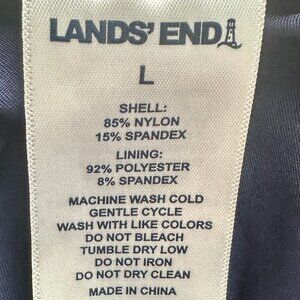 LANDS' END
L
SHELL:
85% NYLON
15% SPANDEX
LINING:
92% POLYESTER
8% SPANDEX
MACHINE WASH COLD
GENTLE CYCLE
WASH WITH LIKE COLORS
DO NOT BLEACH
TUMBLE DRY LOW
DO NOT IRON
DO NOT DRY CLEAN
MADE IN CHINA